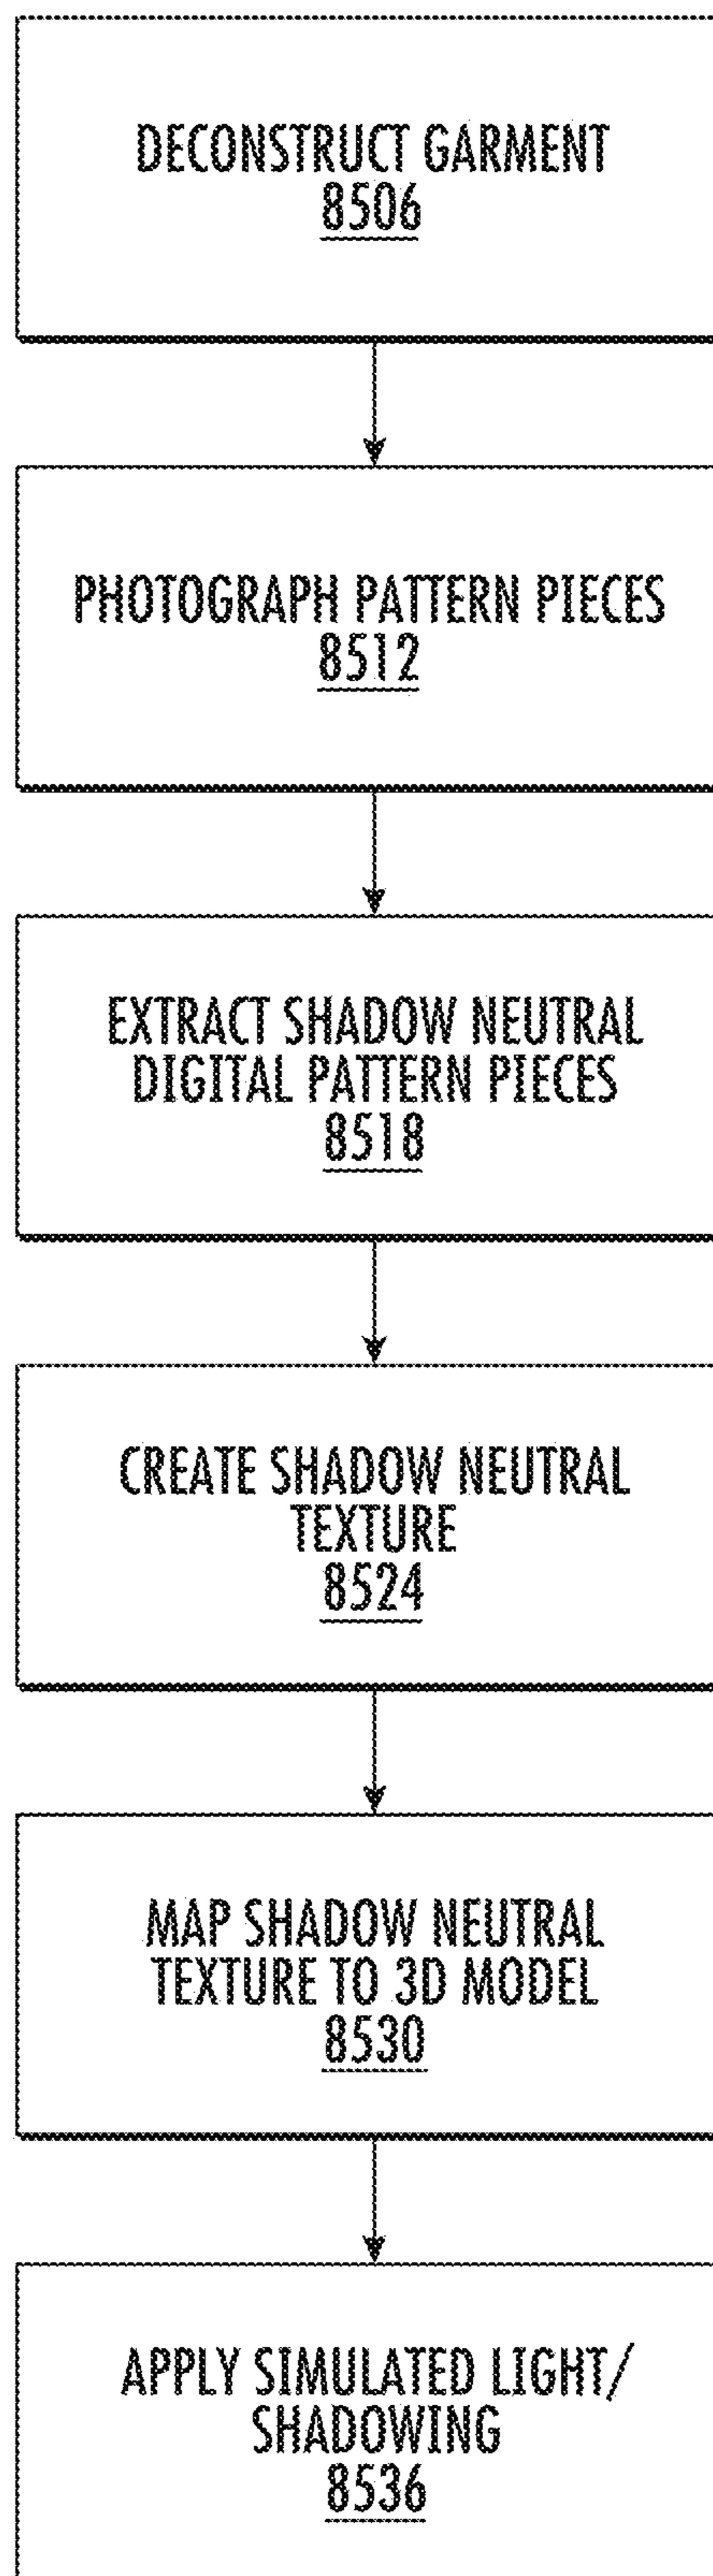 DECONSTRUCT GARMENT
8506
PHOTOGRAPH PATTERN PIECES
8512
EXTRACT SHADOW NEUTRAL
DIGITAL PATTERN PIECES
8518
CREATE SHADOW NEUTRAL
TEXTURE
8524
MAP SHADOW NEUTRAL
TEXTURE TO 3D MODEL
8530
APPLY SIMULATED LIGHT/
SHADOWING
8536